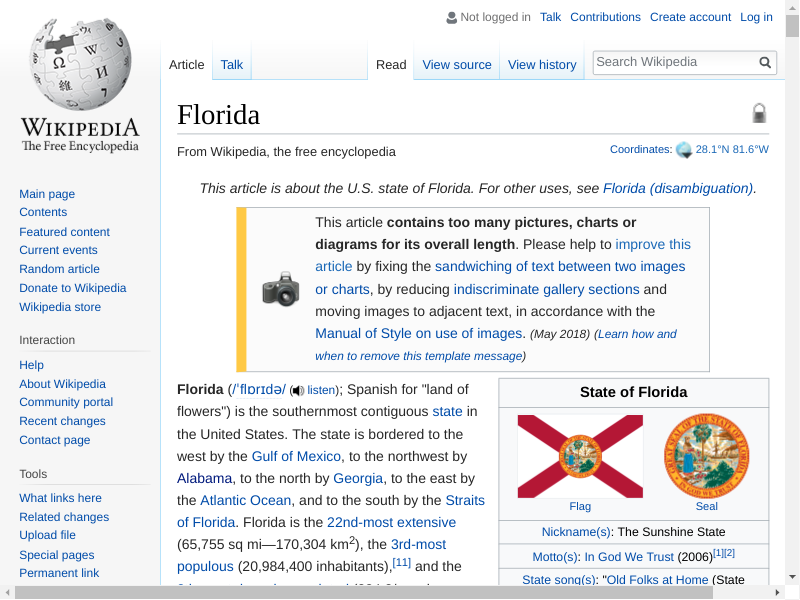 Not logged in Talk Contributions Create account Log in
Article Talk Read View source View history Search Wikipedia
WIKIPEDIA
The Free Encyclopedia
Main page
Contents
Featured content
Current events
Random article
Donate to Wikipedia
Wikipedia store
Interaction
Help
About Wikipedia
Community portal
Recent changes
Contact page
Tools
What links here
Related changes
Upload file
Special pages
Permanent link
Florida
From Wikipedia, the free encyclopedia
Coordinates: 28.1°N 81.6°W
This article is about the U.S. state of Florida. For other uses, see Florida (disambiguation).
This article contains too many pictures, charts or
diagrams for its overall length. Please help to improve this
article by fixing the sandwiching of text between two images
or charts, by reducing indiscriminate gallery sections and
moving images to adjacent text, in accordance with the
Manual of Style on use of images. (May 2018) (Learn how and
when to remove this template message)
Florida (/ˈflɒrɪdə/ (listen); Spanish for "land of
flowers") is the southernmost contiguous state in
the United States. The state is bordered to the
west by the Gulf of Mexico, to the northwest by
Alabama, to the north by Georgia, to the east by
the Atlantic Ocean, and to the south by the Straits
of Florida. Florida is the 22nd-most extensive
(65,755 sq mi—170,304 km2), the 3rd-most
populous (20,984,400 inhabitants),[11] and the
State of Florida
Flag Seal
Nickname(s): The Sunshine State
Motto(s): In God We Trust (2006)[1][2]
State song(s): "Old Folks at Home (State